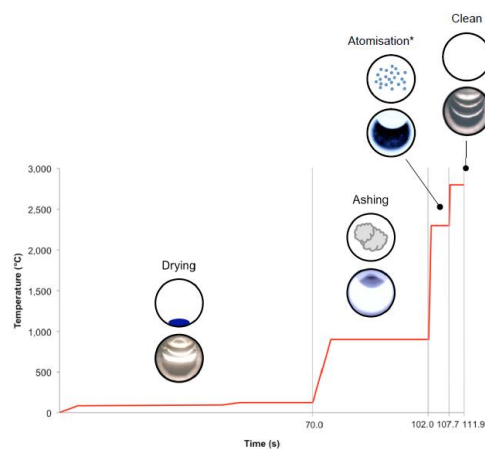 Clean
Atomisation*
Ashing
Drying
3,000
2,500
2,000
1,500
1,000
500
0
Temperature (°C)
70.0
102.0
107.7
111.9
Time (s)